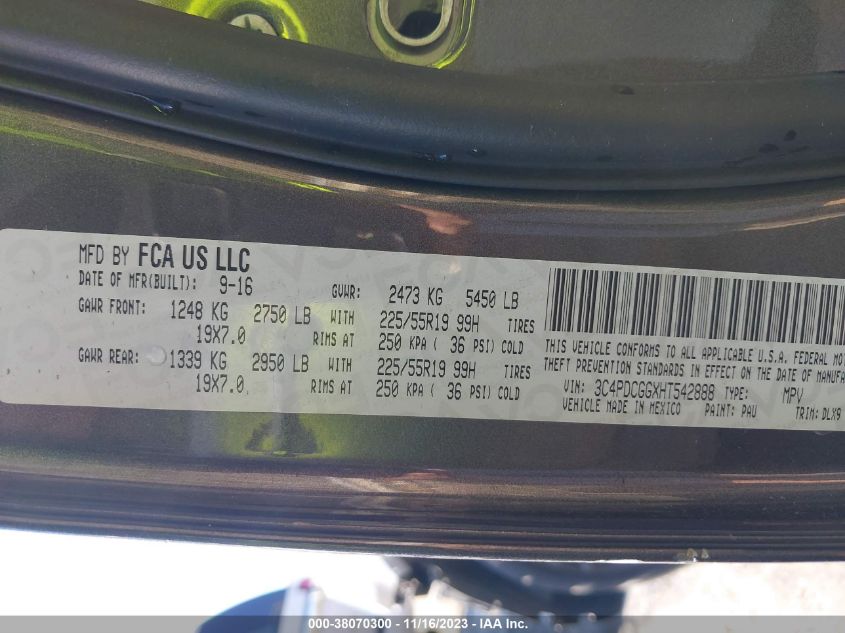 MFD BY FCA US LLC
DATE OF MFR(BUILT): 9-16 GVWR: 2473 KG 5450 LB
GAWR FRONT: 1248 KG 2750 LB WITH 225/55R19 99H TIRES
19X7.0 RIMS AT 250 KPA ( 36 PSI) COLD
GAWR REAR: 1339 KG 2950 LB WITH 225/55R19 99H TIRES
19X7.0 RIMS AT 250 KPA ( 36 PSI) COLD
THIS VEHICLE CONFORMS TO ALL APPLICABLE U.S.A. FEDERAL MOT
THEFT PREVENTION STANDARDS IN EFFECT ON THE DATE OF MANUFA
VIN: 3C4PDCGGXHT542888 TYPE: MPV
VEHICLE MADE IN MEXICO PAINT: PAU TRIM: DLX9
000-38070300 - 11/16/2023 - IAA Inc.